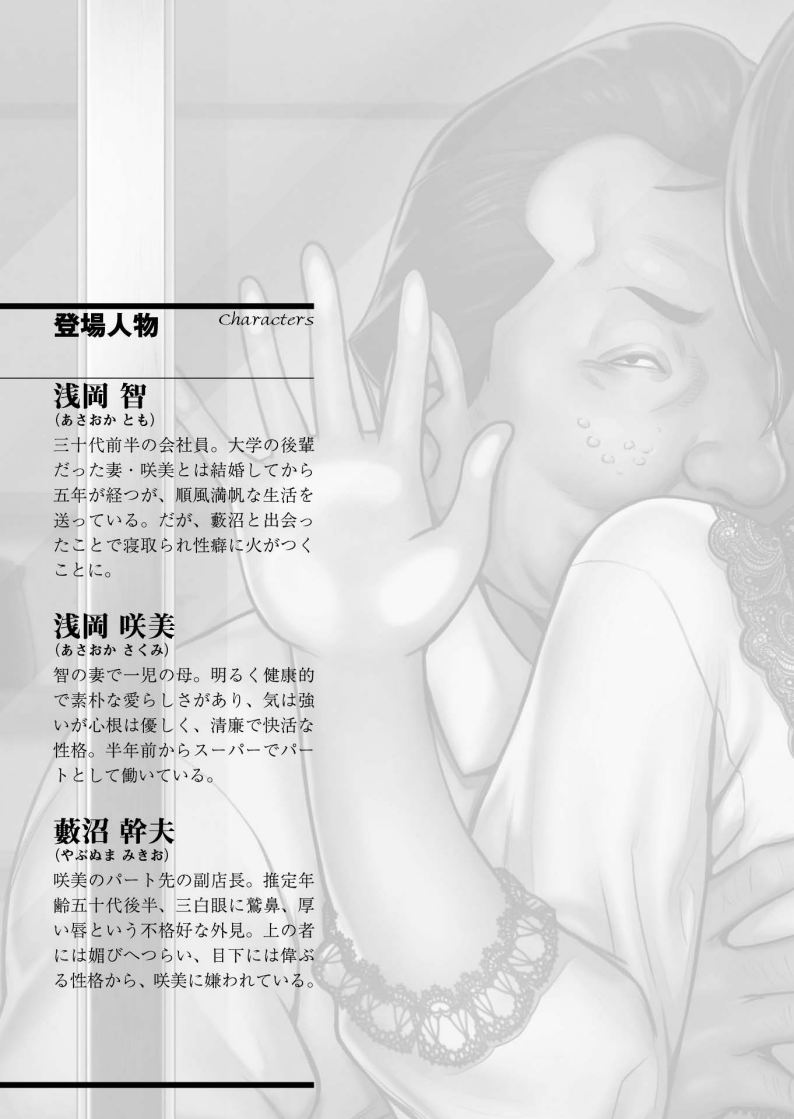 登場人物 Characters
浅岡 智
(あさおか とも)
三十代前半の会社員。大学の後輩
だった妻・咲美とは結婚してから
五年が経つが、順風満帆な生活を
送っている。だが、藪沼と出会っ
たことで寝取られ性癖に火がつく
ことに。
浅岡 咲美
(あさおか さくみ)
智の妻で一児の母。明るく健康的
で素朴な愛らしさがあり、気は強
いが心根は優しく、清廉で快活な
性格。半年前からスーパーでパー
トとして働いている。
藪沼 幹夫
(やぶぬま みきお)
咲美のパート先の副店長。推定年
齢五十代後半、三白眼に鷲鼻、厚
い唇という不格好な外見。上の者
には媚びへつらい、目下には偉ぶ
る性格から、咲美に嫌われている。